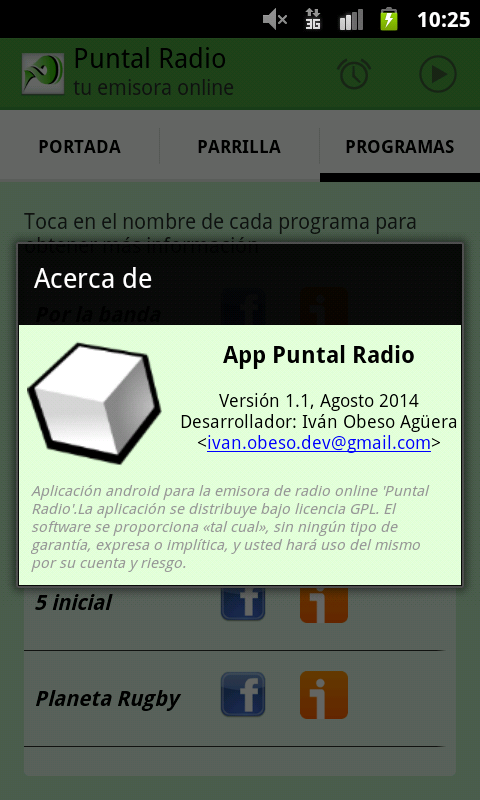 3G
10:25
Puntal Radio
tu emisora online
PORTADA
PARRILLA
PROGRAMAS
Toca en el nombre de cada programa para
obtener más información
Acerca de
Por la banda
App Puntal Radio
Versión 1.1, Agosto 2014
Desarrollador: Iván Obeso Agüera
<ivan.obeso.dev@gmail.com>
Aplicación android para la emisora de radio online 'Puntal
Radio'.La aplicación se distribuye bajo licencia GPL. El
software se proporciona «tal cual», sin ningún tipo de
garantía, expresa o implítica, y usted hará uso del mismo
por su cuenta y riesgo.
5 inicial
Planeta Rugby